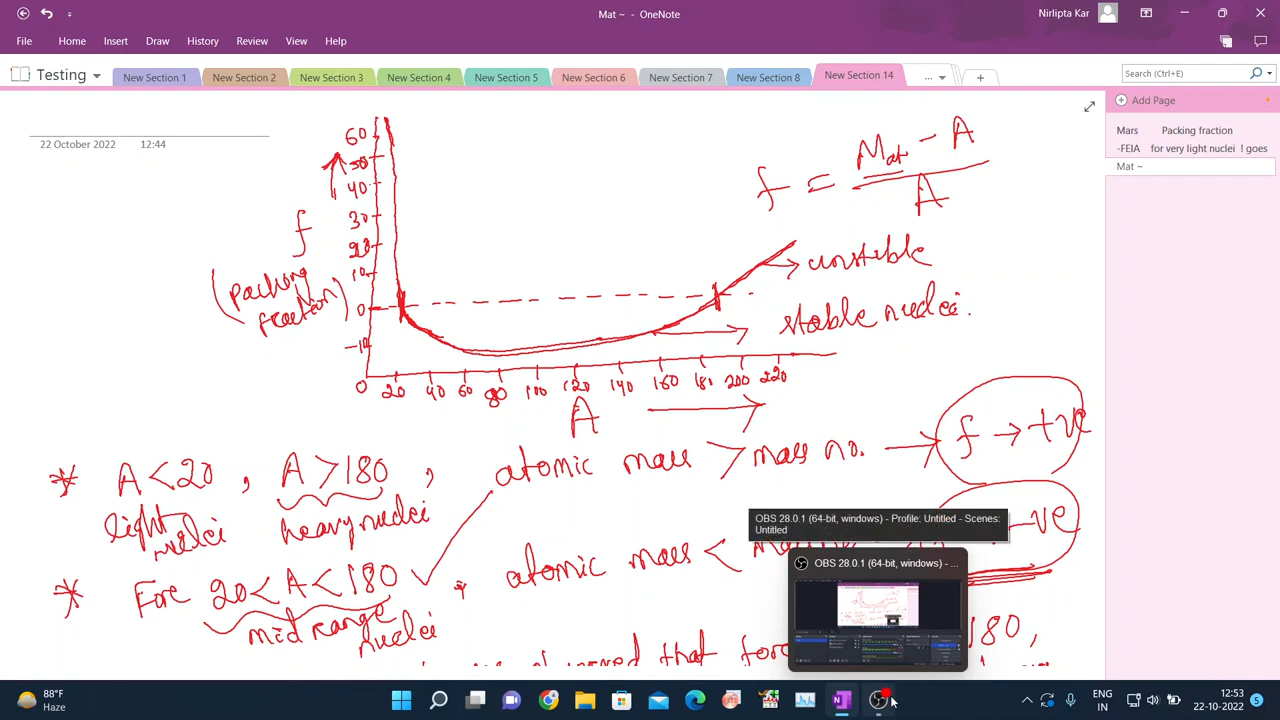 Mat ~ - OneNote
Nirlipta Kar
File Home Insert Draw History Review View Help
Testing
New Section 1 New Section 2 New Section 3 New Section 4 New Section 5 New Section 6 New Section 7 New Section 8 New Section 14 ...
Search (Ctrl+E)
Add Page
Mars Packing fraction
-FEIA for very light nuclei ! goes
Mat ~
22 October 2022 12:44
60
50
40
30
20
10
0
-10
f
(packing
fraction)
f = Mat - A
A
unstable
stable nuclei.
0 20 40 60 80 100 120 140 160 180 200 220
A
* A<20 , A>180 , atomic mass > mass no. → f → +ve
light nuclei heavy nuclei
* For 20<A<180 , atomic mass <
-ve
mid range
nuclei
that for
180,
OBS 28.0.1 (64-bit, windows) - Profile: Untitled - Scenes:
Untitled
OBS 28.0.1 (64-bit, windows) - ...
88°F
Haze
ENG
IN
12:53
22-10-2022